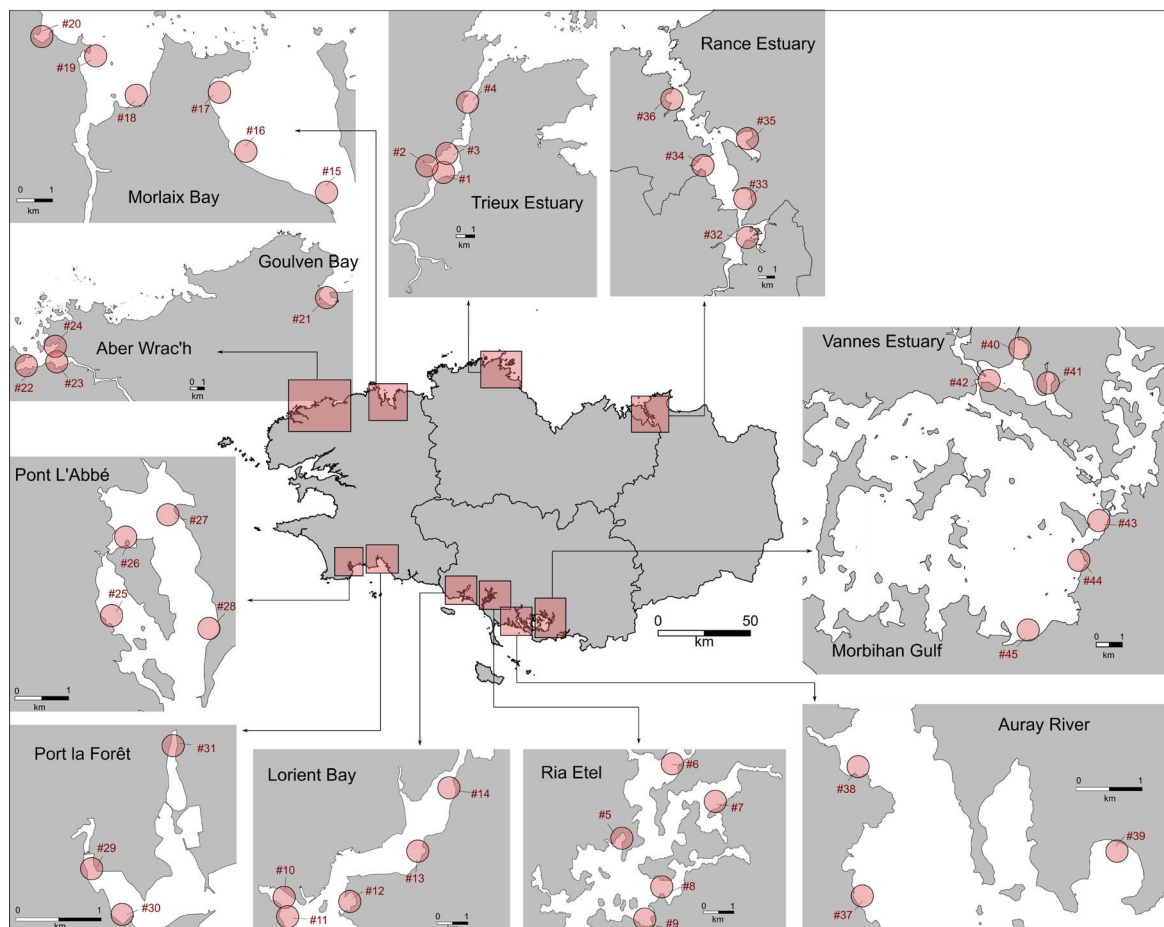 #20
#19
#18
#17
#16
#15
0 1
km
Morlaix Bay
#4
#3
#2
#1
Trieux Estuary
0 1
km
Rance Estuary
#36
#35
#34
#33
#32
0 1
km
Goulven Bay
#21
#24
Aber Wrac'h
#22
#23
0 1
km
Vannes Estuary
#40
#42
#41
#43
#44
#45
Morbihan Gulf
0 1
km
Pont L'Abbé
#27
#26
#25
#28
0 1
km
0 50
km
Port la Forêt
#31
#29
#30
0 1
km
Lorient Bay
#14
#13
#10
#12
#11
0 1
km
Ria Etel
#6
#7
#5
#8
#9
0 1
km
Auray River
#38
0 1
km
#39
#37